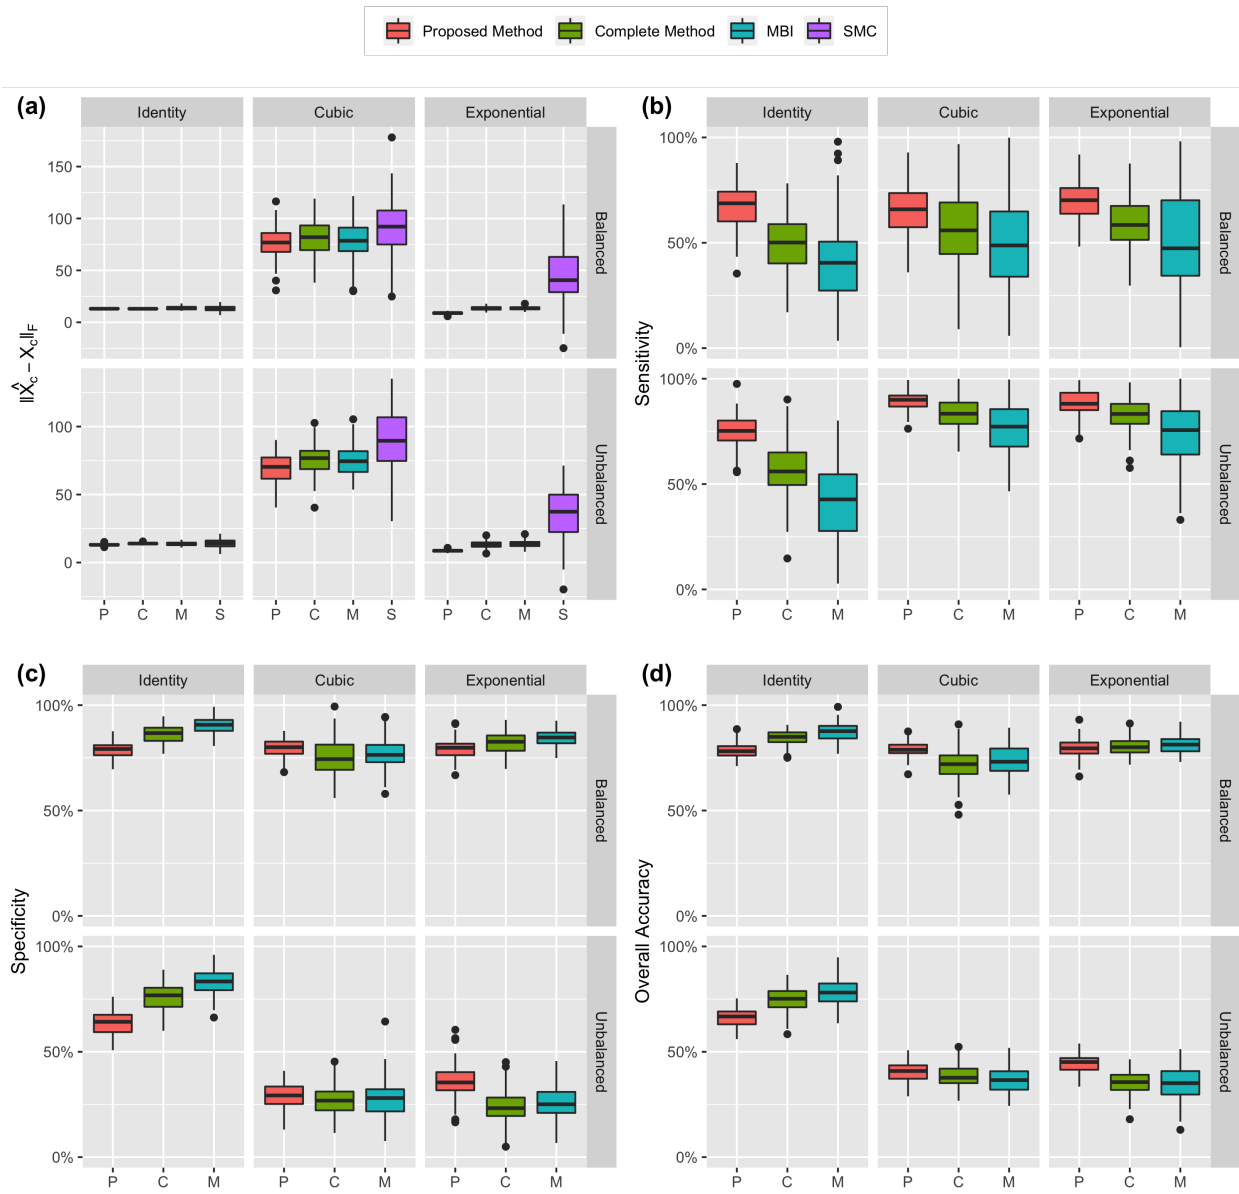 Proposed Method Complete Method MBI SMC
(a)
Identity Cubic Exponential
150
100
50
0
Balanced
100
50
0
Unbalanced
‖X̂c − Xc‖F
P C M S P C M S P C M S
(b)
Identity Cubic Exponential
100%
50%
0%
Balanced
100%
50%
0%
Unbalanced
Sensitivity
P C M P C M P C M
(c)
Identity Cubic Exponential
100%
50%
0%
Balanced
100%
50%
0%
Unbalanced
Specificity
P C M P C M P C M
(d)
Identity Cubic Exponential
100%
50%
0%
Balanced
100%
50%
0%
Unbalanced
Overall Accuracy
P C M P C M P C M